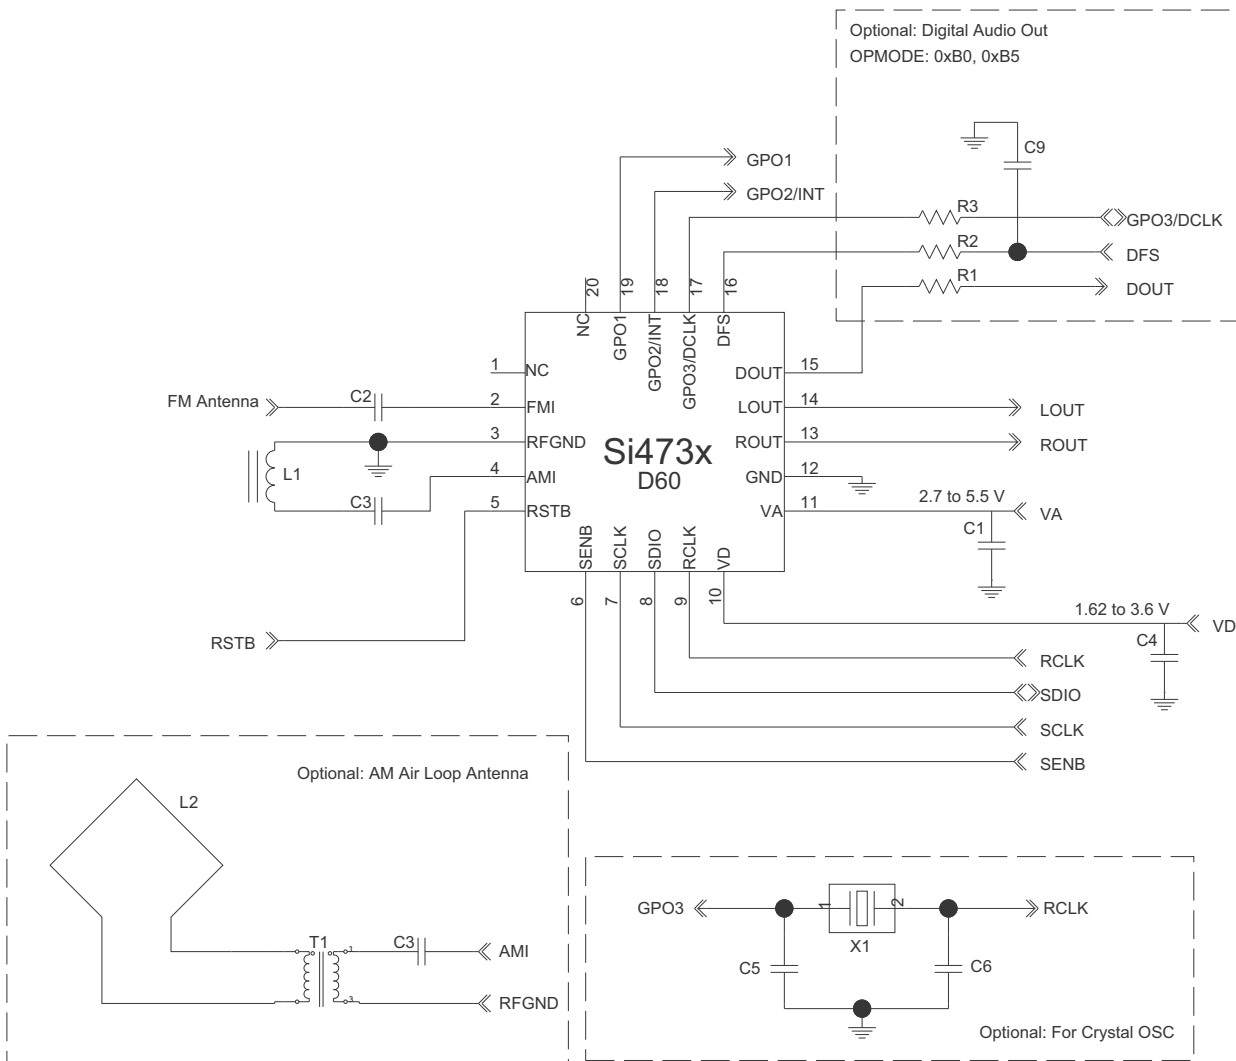 Optional: Digital Audio Out
OPMODE: 0xB0, 0xB5
C9
GPO1
GPO2/INT
R3
GPO3/DCLK
R2
DFS
R1
DOUT
20
19
18
17
16
NC
GPO1
GPO2/INT
GPO3/DCLK
DFS
1
NC
DOUT
15
FM Antenna
C2
2
FMI
LOUT
14
LOUT
3
RFGND
Si473x
D60
ROUT
13
ROUT
L1
4
AMI
GND
12
C3
5
RSTB
VA
11
2.7 to 5.5 V
VA
C1
SENB
SCLK
SDIO
RCLK
VD
6
7
8
9
10
1.62 to 3.6 V
VD
C4
RSTB
RCLK
SDIO
SCLK
SENB
Optional: AM Air Loop Antenna
L2
T1
1
C3
AMI
3
RFGND
GPO3
1
2
RCLK
X1
C5
C6
Optional: For Crystal OSC